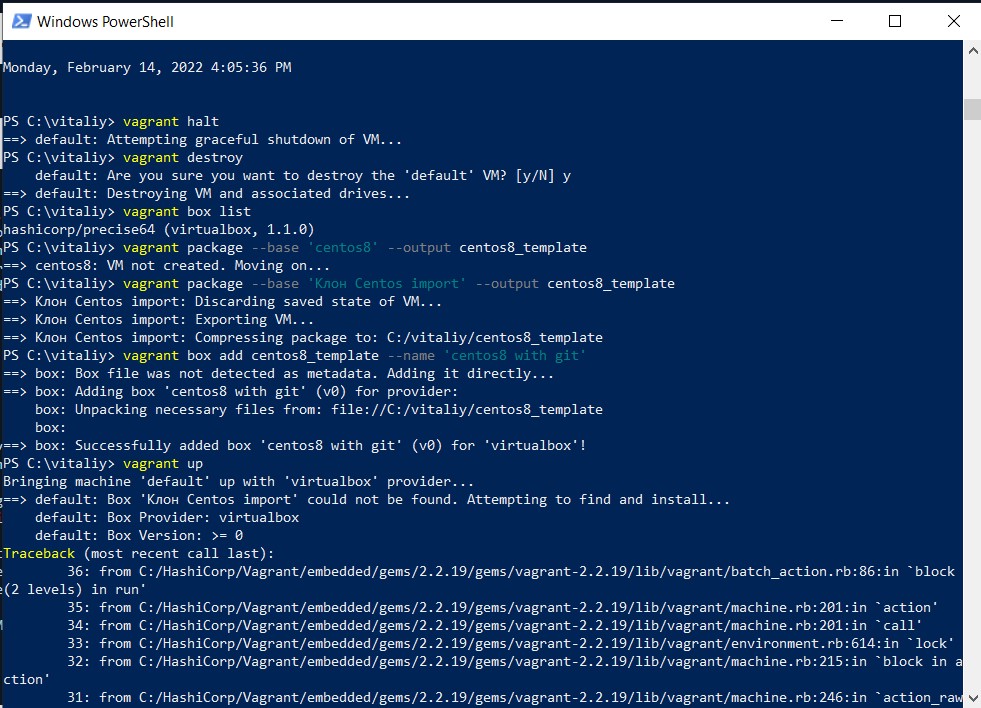 Windows PowerShell
Monday, February 14, 2022 4:05:36 PM
PS C:\vitaliy> vagrant halt
==> default: Attempting graceful shutdown of VM...
PS C:\vitaliy> vagrant destroy
    default: Are you sure you want to destroy the 'default' VM? [y/N] y
==> default: Destroying VM and associated drives...
PS C:\vitaliy> vagrant box list
hashicorp/precise64 (virtualbox, 1.1.0)
PS C:\vitaliy> vagrant package --base 'centos8' --output centos8_template
==> centos8: VM not created. Moving on...
PS C:\vitaliy> vagrant package --base 'Клон Centos import' --output centos8_template
==> Клон Centos import: Discarding saved state of VM...
==> Клон Centos import: Exporting VM...
==> Клон Centos import: Compressing package to: C:/vitaliy/centos8_template
PS C:\vitaliy> vagrant box add centos8_template --name 'centos8 with git'
==> box: Box file was not detected as metadata. Adding it directly...
==> box: Adding box 'centos8 with git' (v0) for provider:
    box: Unpacking necessary files from: file://C:/vitaliy/centos8_template
    box:
==> box: Successfully added box 'centos8 with git' (v0) for 'virtualbox'!
PS C:\vitaliy> vagrant up
Bringing machine 'default' up with 'virtualbox' provider...
==> default: Box 'Клон Centos import' could not be found. Attempting to find and install...
    default: Box Provider: virtualbox
    default: Box Version: >= 0
Traceback (most recent call last):
        36: from C:/HashiCorp/Vagrant/embedded/gems/2.2.19/gems/vagrant-2.2.19/lib/vagrant/batch_action.rb:86:in `block
(2 levels) in run'
        35: from C:/HashiCorp/Vagrant/embedded/gems/2.2.19/gems/vagrant-2.2.19/lib/vagrant/machine.rb:201:in `action'
        34: from C:/HashiCorp/Vagrant/embedded/gems/2.2.19/gems/vagrant-2.2.19/lib/vagrant/machine.rb:201:in `call'
        33: from C:/HashiCorp/Vagrant/embedded/gems/2.2.19/gems/vagrant-2.2.19/lib/vagrant/environment.rb:614:in `lock'
        32: from C:/HashiCorp/Vagrant/embedded/gems/2.2.19/gems/vagrant-2.2.19/lib/vagrant/machine.rb:215:in `block in a
ction'
        31: from C:/HashiCorp/Vagrant/embedded/gems/2.2.19/gems/vagrant-2.2.19/lib/vagrant/machine.rb:246:in `action_raw